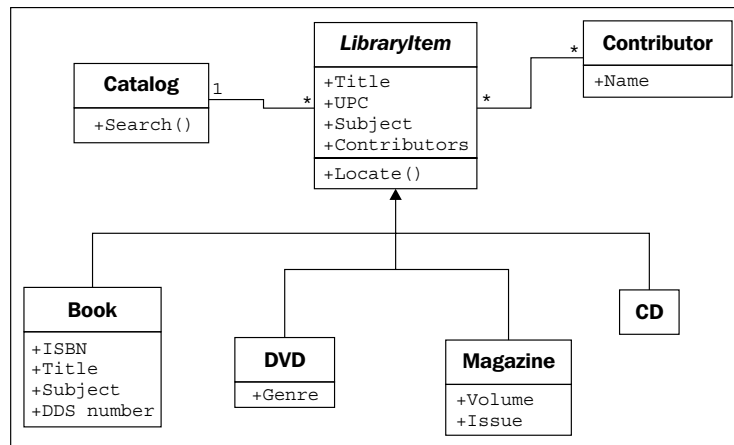 Catalog
+Search()
1
*
LibraryItem
+Title
+UPC
+Subject
+Contributors
+Locate()
*
*
Contributor
+Name
Book
+ISBN
+Title
+Subject
+DDS number
DVD
+Genre
Magazine
+Volume
+Issue
CD